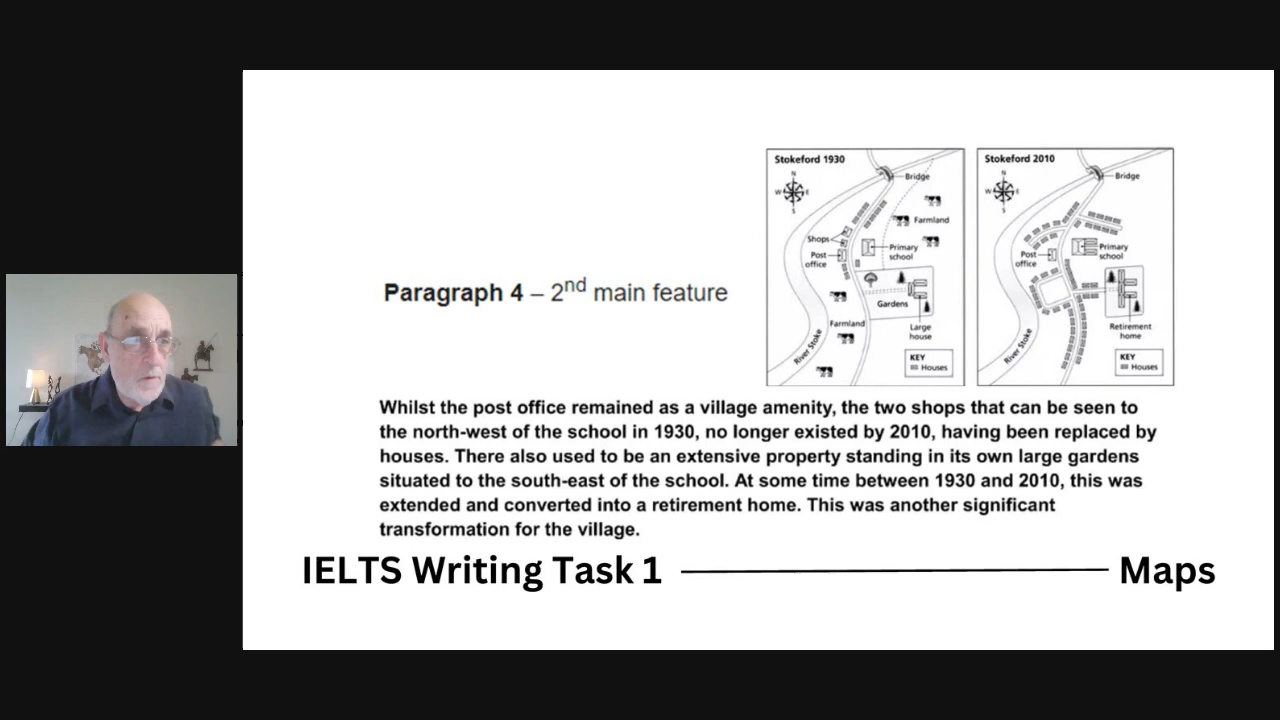 Stokeford 1930
N
W E
S
Bridge
Farmland
Shops
Primary
school
Post
office
Gardens
Farmland
Large
house
River Stoke
KEY
Houses
Stokeford 2010
N
W E
S
Bridge
Primary
school
Post
office
Retirement
home
River Stoke
KEY
Houses
Paragraph 4 – 2nd main feature
Whilst the post office remained as a village amenity, the two shops that can be seen to
the north-west of the school in 1930, no longer existed by 2010, having been replaced by
houses. There also used to be an extensive property standing in its own large gardens
situated to the south-east of the school. At some time between 1930 and 2010, this was
extended and converted into a retirement home. This was another significant
transformation for the village.
IELTS Writing Task 1 Maps